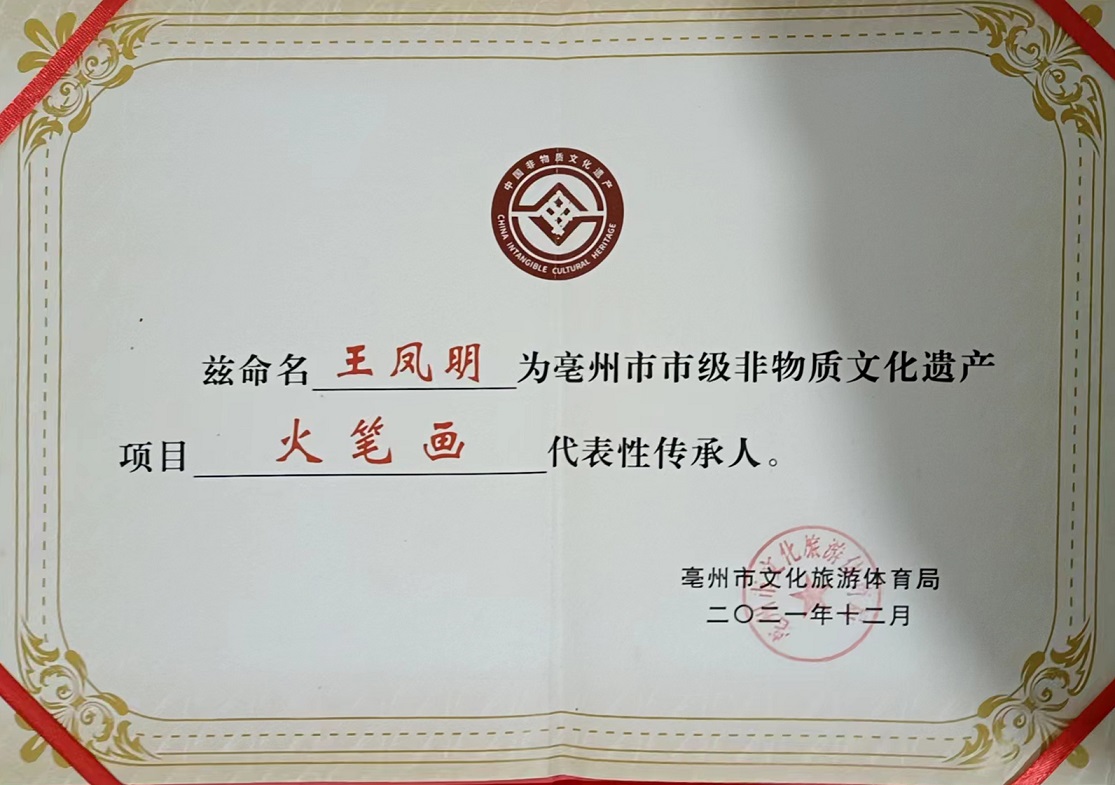 中国非物质文化遗产
CHINA INTANGIBLE CULTURAL HERITAGE
兹命名 王凤明 为亳州市市级非物质文化遗产
项目 火笔画 代表性传承人。
亳州市文化旅游体育局
二〇二一年十二月